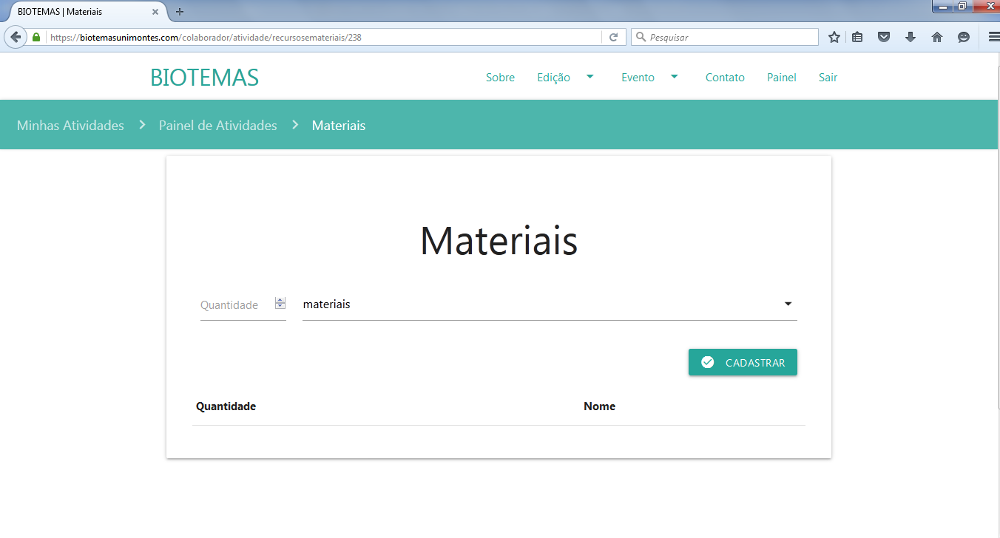 BIOTEMAS | Materiais
https://biotemasunimontes.com/colaborador/atividade/recursosemateriais/238
Pesquisar
BIOTEMAS
Sobre Edição Evento Contato Painel Sair
Minhas Atividades Painel de Atividades Materiais
Materiais
Quantidade materiais
CADASTRAR
Quantidade Nome